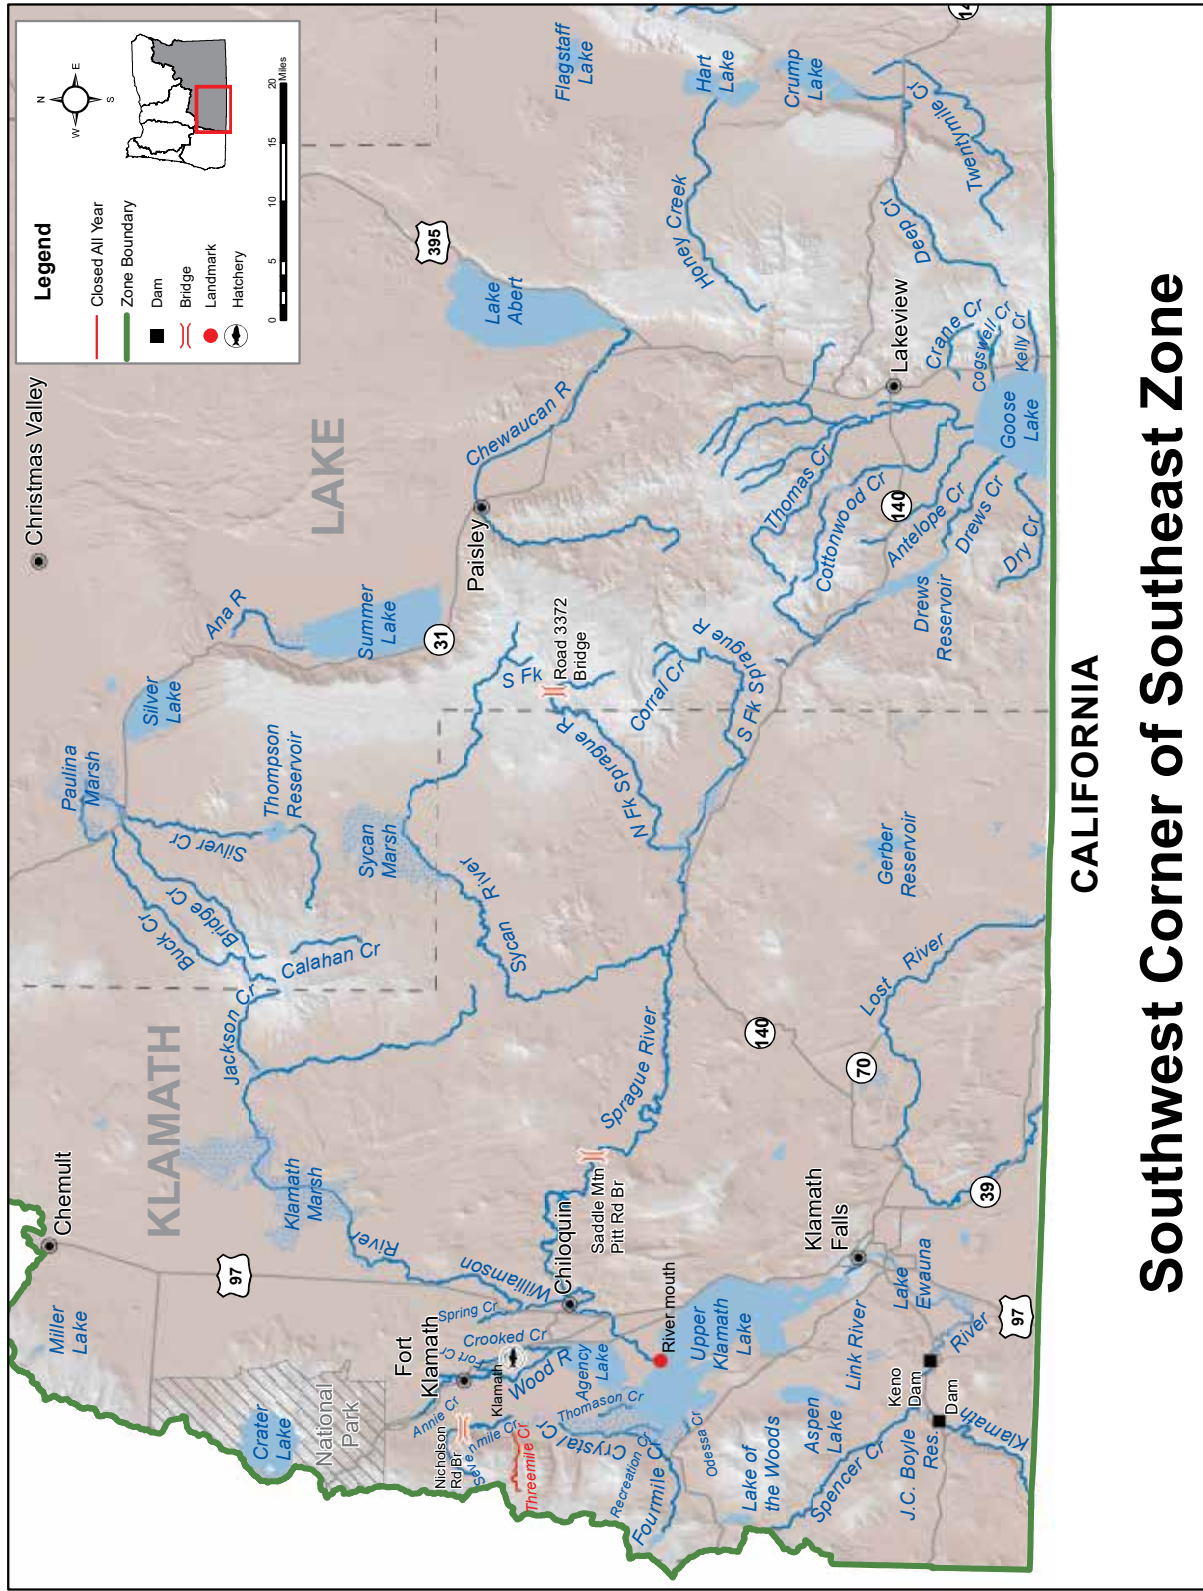 Legend
Closed All Year
Zone Boundary
Dam
Bridge
Landmark
Hatchery
N
E
S
W
0 5 10 15 20
Miles
Chemult
Christmas Valley
Miller
Lake
KLAMATH
LAKE
Paulina
Marsh
Silver
Lake
Buck Cr
Bridge Cr
Silver Cr
Thompson
Reservoir
Ana R
Summer
Lake
Calahan Cr
Jackson Cr
Klamath
Marsh
97
Crater
Lake
National
Park
Sycan
Marsh
31
395
Lake
Abert
Flagstaff
Lake
Hart
Lake
Crump
Lake
14
Honey Creek
Chewaucan R
Paisley
S Fk
Road 3372
Bridge
Sycan
River
N Fk Sprague R
Corral Cr
S Fk Sprague R
Williamson
River
Fort
Klamath
Spring Cr
Crooked Cr
Fort Cr
Klamath
Wood R
Annie Cr
Nicholson
Rd Br
Sevenmile Cr
Threemile Cr
Crystal Cr
Thomason Cr
Agency
Lake
Chiloquin
Saddle Mtn
Pitt Rd Br
Sprague River
River mouth
Upper
Klamath
Lake
Recreation Cr
Fourmile Cr
Odessa Cr
Lake of
the Woods
Aspen
Lake
Spencer Cr
J.C. Boyle
Res.
Dam
Keno
Dam
Klamath
River
Link River
Lake
Ewauna
97
Klamath
Falls
39
70
140
Lost
River
Gerber
Reservoir
Drews
Reservoir
Thomas Cr
Cottonwood Cr
140
Antelope Cr
Drews Cr
Dry Cr
Goose
Lake
Lakeview
Crane Cr
Cogswell Cr
Kelly Cr
Deep Cr
Twentymile Cr
CALIFORNIA
Southwest Corner of Southeast Zone